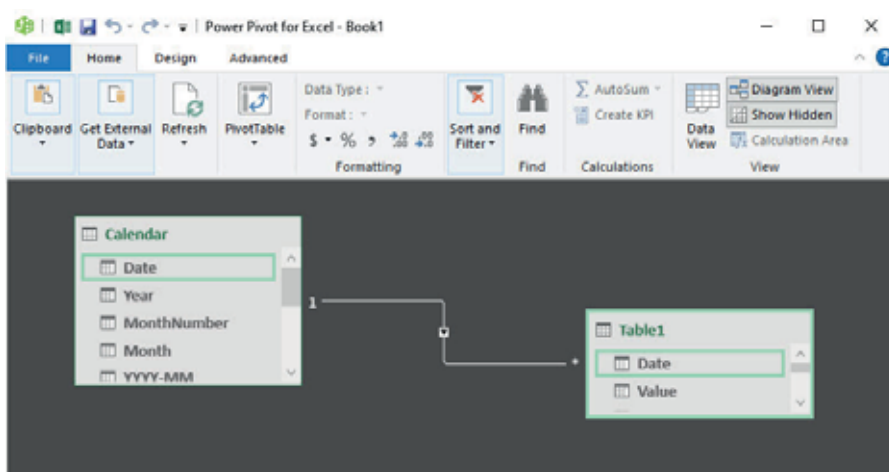 Power Pivot for Excel - Book1
File Home Design Advanced
Clipboard
Get External Data
Refresh
PivotTable
Data Type :
Format :
$ % ,
Formatting
Sort and Filter
Find
Find
AutoSum
Create KPI
Calculations
Data View
Diagram View
Show Hidden
Calculation Area
View
Calendar
Date
Year
MonthNumber
Month
YYYY-MM
1
*
Table1
Date
Value